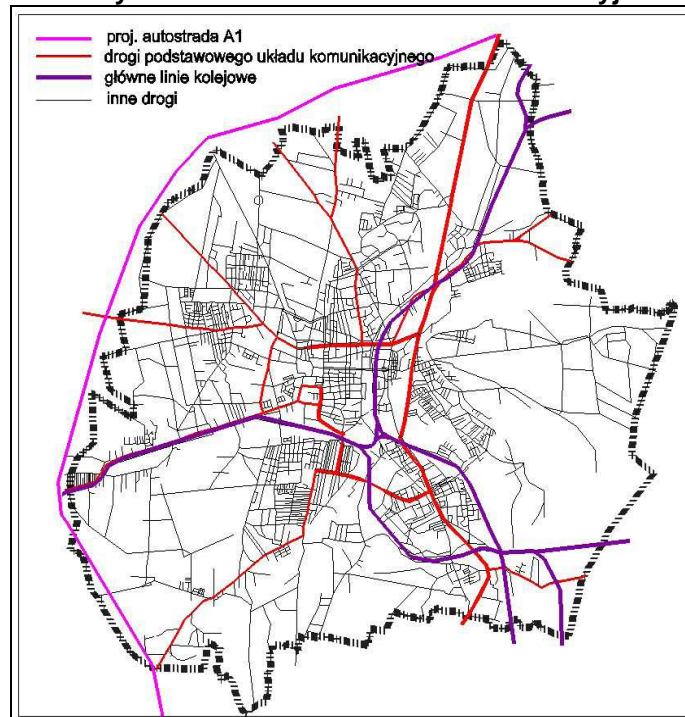 proj. autostrada A1
drogi podstawowego układu komunikacyjnego
główne linie kolejowe
inne drogi